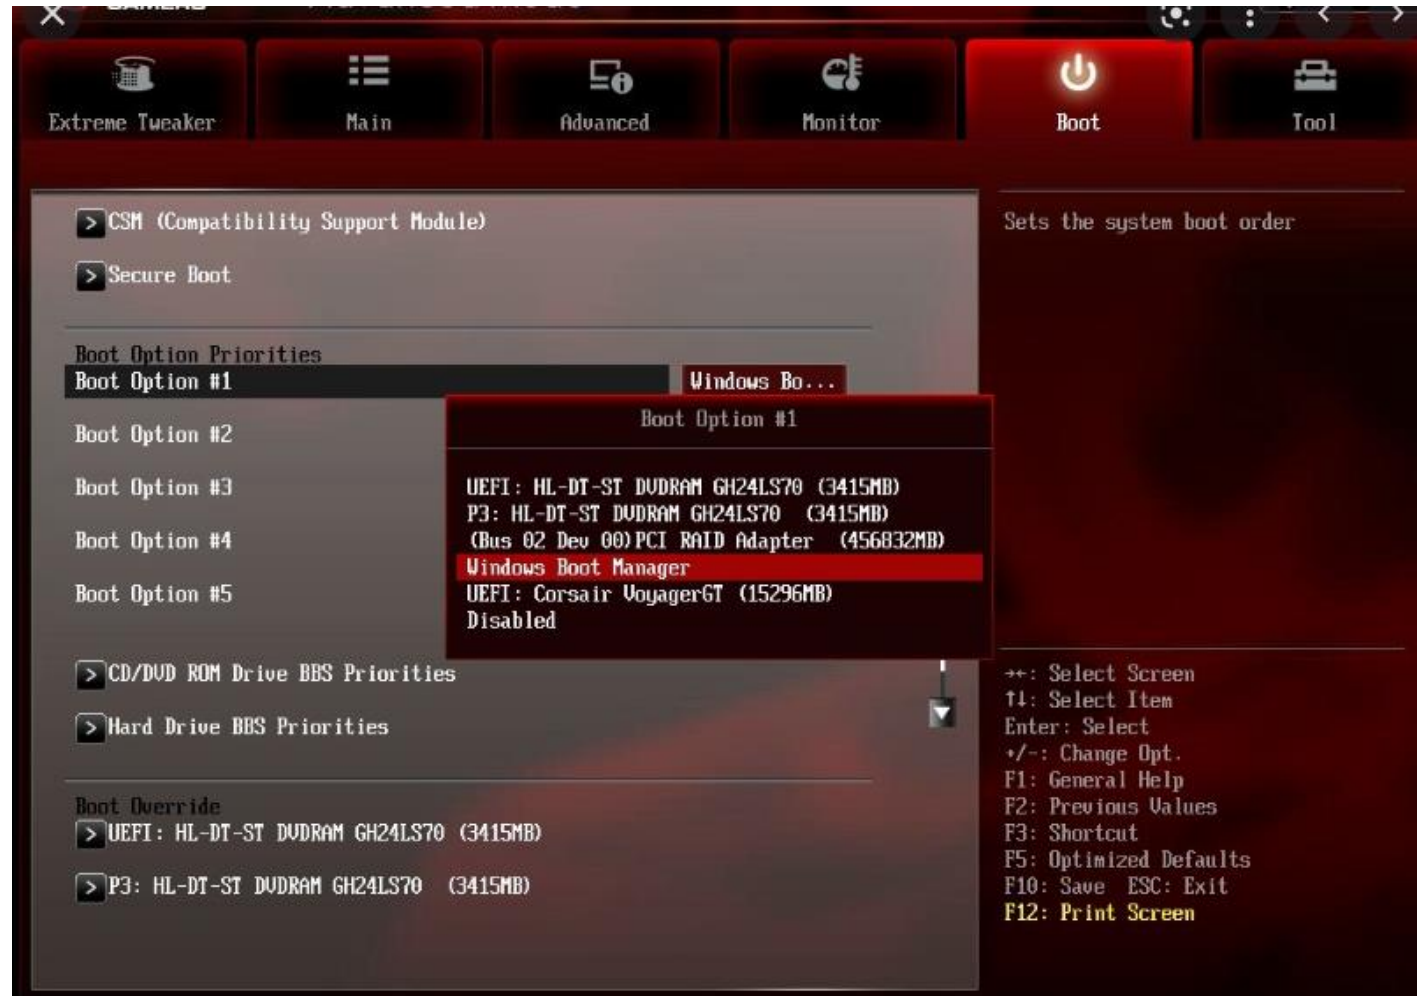 Extreme Tweaker
Main
Advanced
Monitor
Boot
Tool
CSM (Compatibility Support Module)
Secure Boot
Boot Option Priorities
Boot Option #1
Windows Bo...
Boot Option #2
Boot Option #3
Boot Option #4
Boot Option #5
Boot Option #1
UEFI: HL-DT-ST DVDRAM GH24LS70 (3415MB)
P3: HL-DT-ST DVDRAM GH24LS70 (3415MB)
(Bus 02 Dev 00)PCI RAID Adapter (456832MB)
Windows Boot Manager
UEFI: Corsair VoyagerGT (15296MB)
Disabled
CD/DVD ROM Drive BBS Priorities
Hard Drive BBS Priorities
Boot Override
UEFI: HL-DT-ST DVDRAM GH24LS70 (3415MB)
P3: HL-DT-ST DVDRAM GH24LS70 (3415MB)
Sets the system boot order
→←: Select Screen
↑↓: Select Item
Enter: Select
+/-: Change Opt.
F1: General Help
F2: Previous Values
F3: Shortcut
F5: Optimized Defaults
F10: Save ESC: Exit
F12: Print Screen